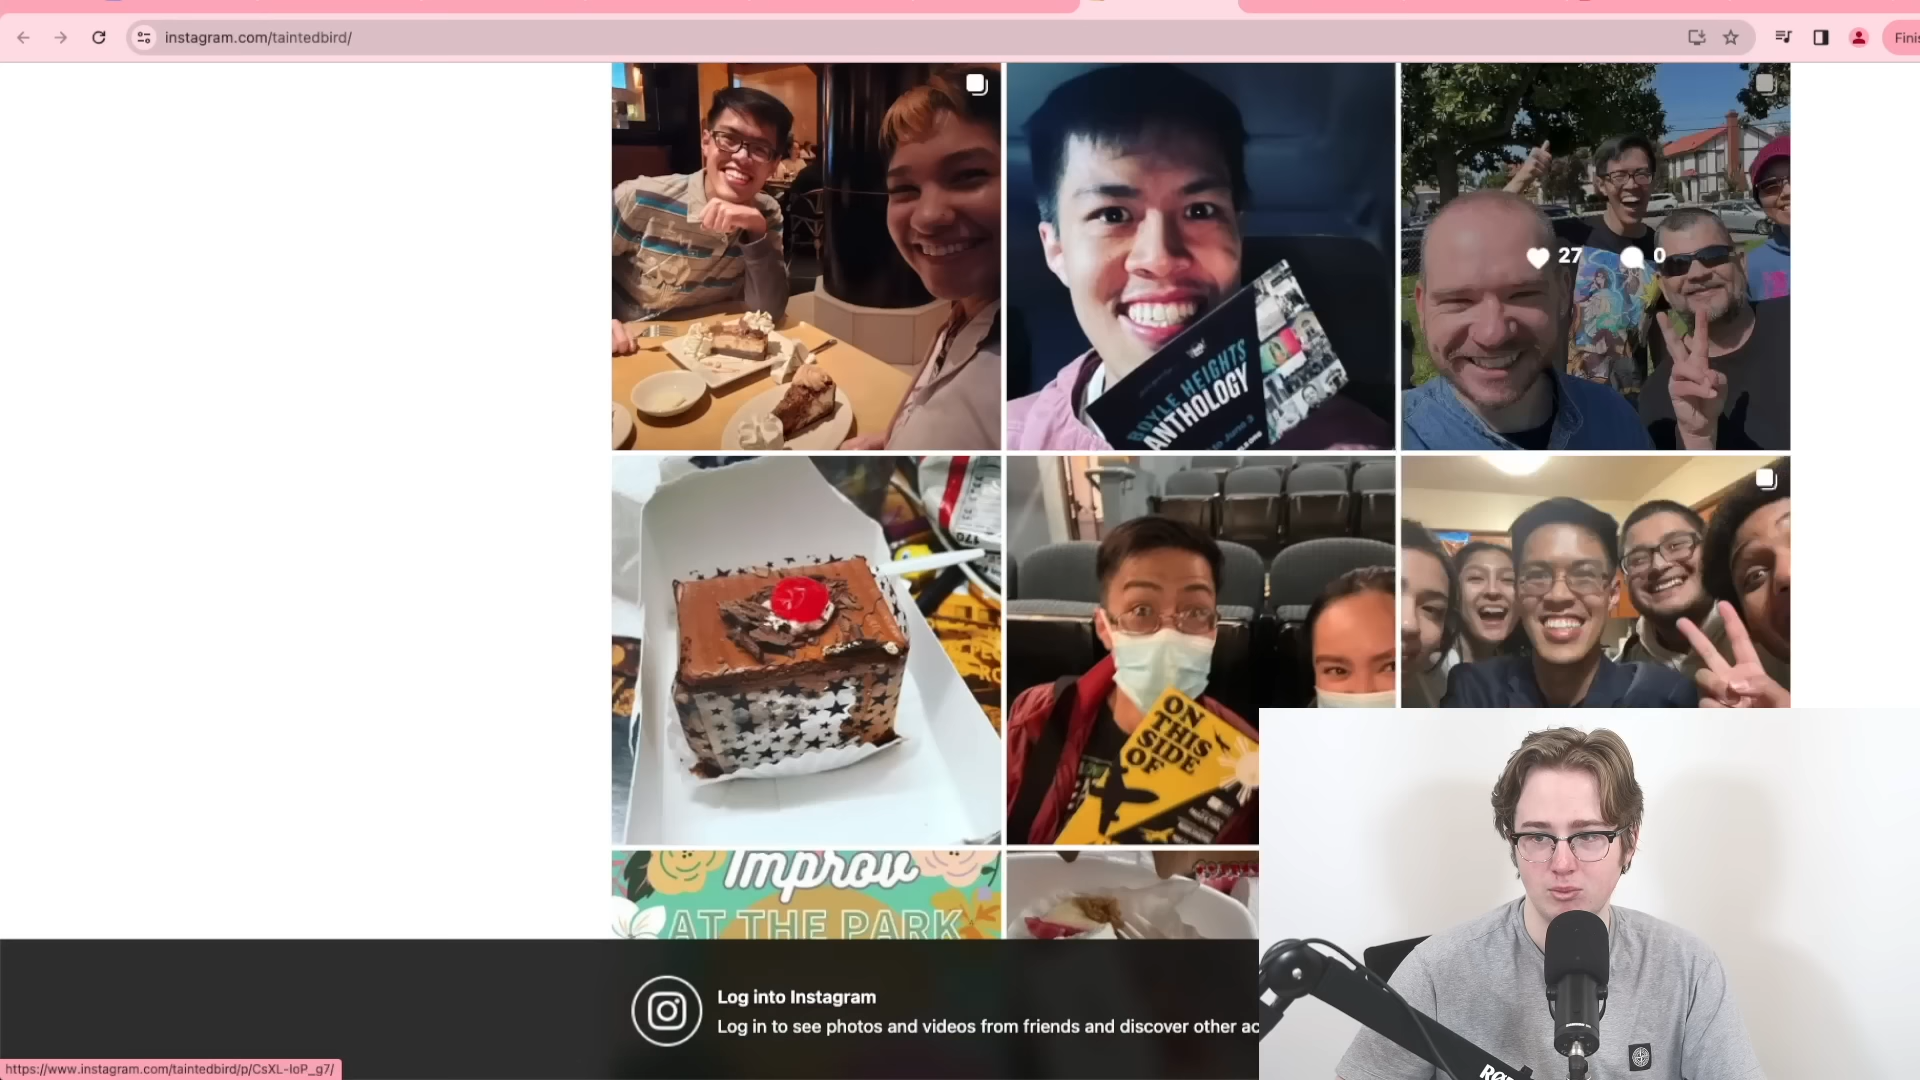 instagram.com/taintedbird/
Finis
27
0
BOYLE HEIGHTS
ANTHOLOGY
ON
THIS
SIDE
OF
Improv
AT THE PARK
Log into Instagram
Log in to see photos and videos from friends and discover other ac
https://www.instagram.com/taintedbird/p/CsXL-IoP_g7/